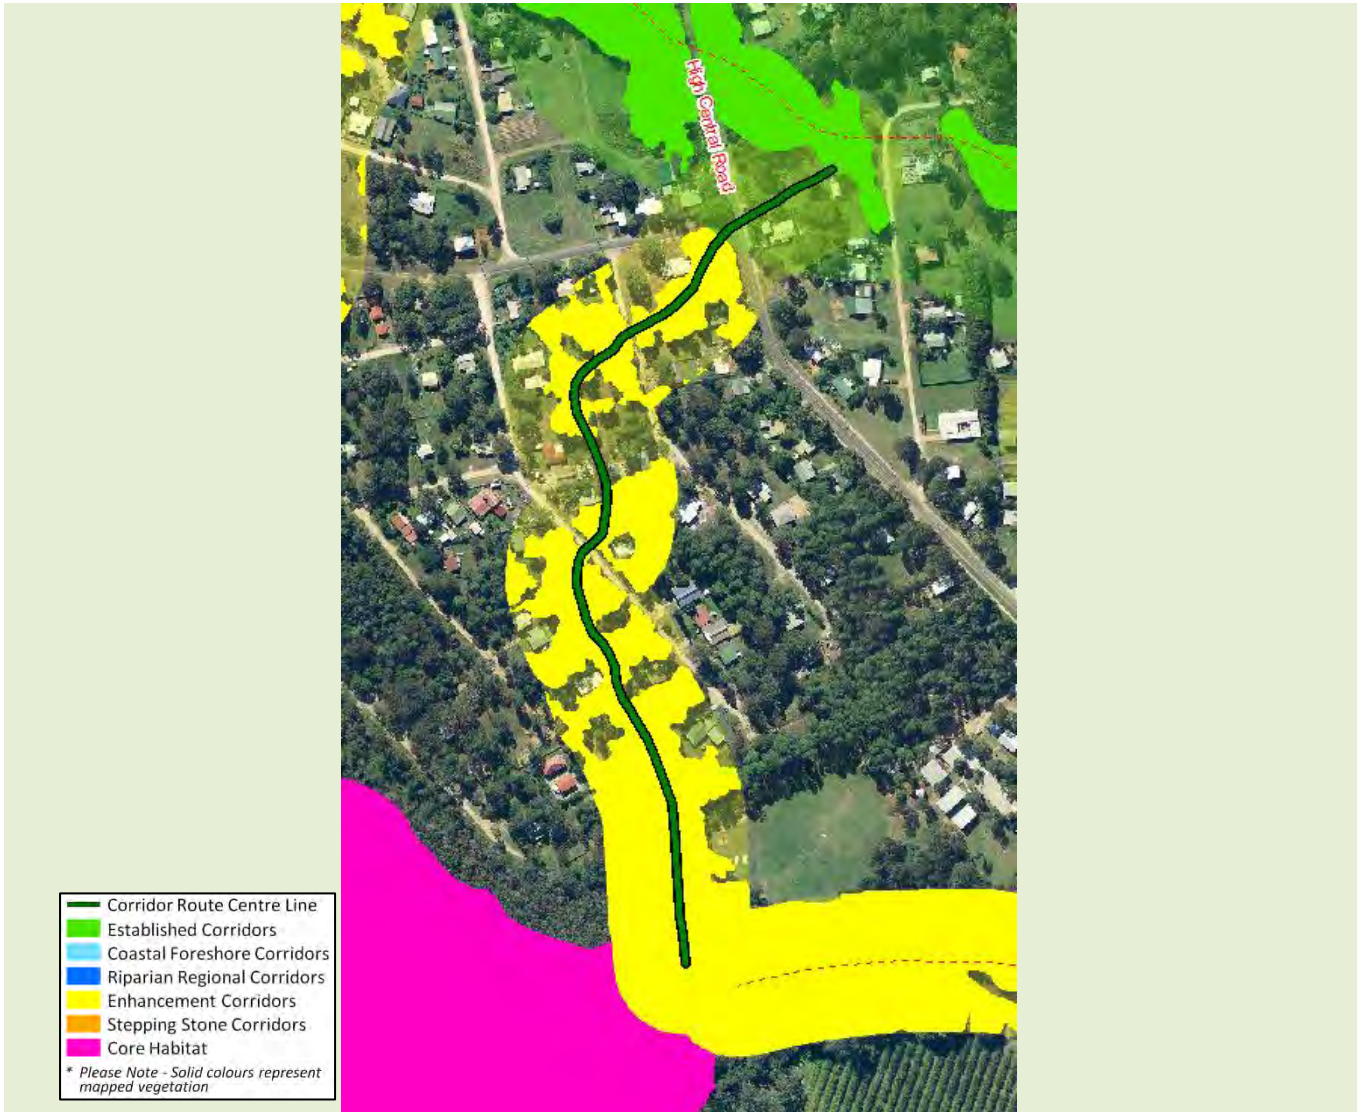 High Central Road
Corridor Route Centre Line
Established Corridors
Coastal Foreshore Corridors
Riparian Regional Corridors
Enhancement Corridors
Stepping Stone Corridors
Core Habitat
* Please Note - Solid colours represent
mapped vegetation